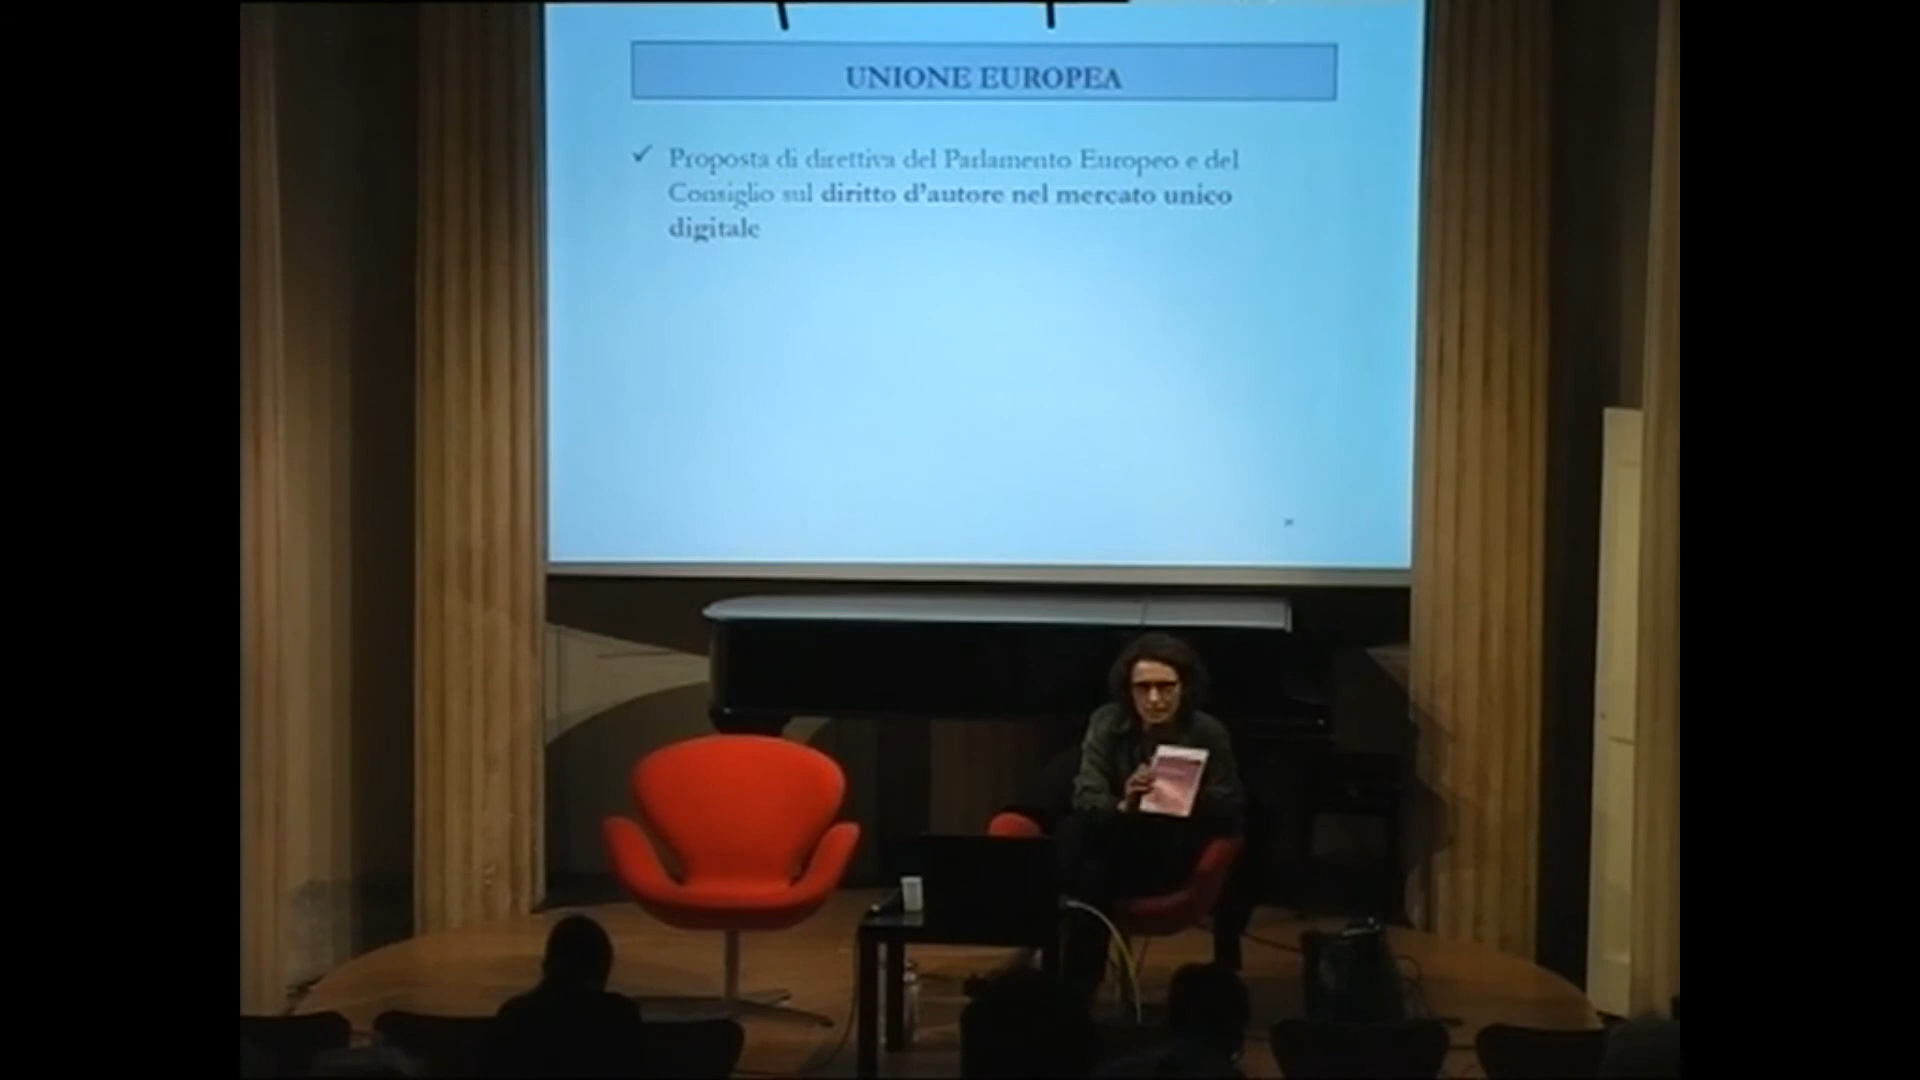 UNIONE EUROPEA
✓ Proposta di direttiva del Parlamento Europeo e del
Consiglio sul diritto d'autore nel mercato unico
digitale